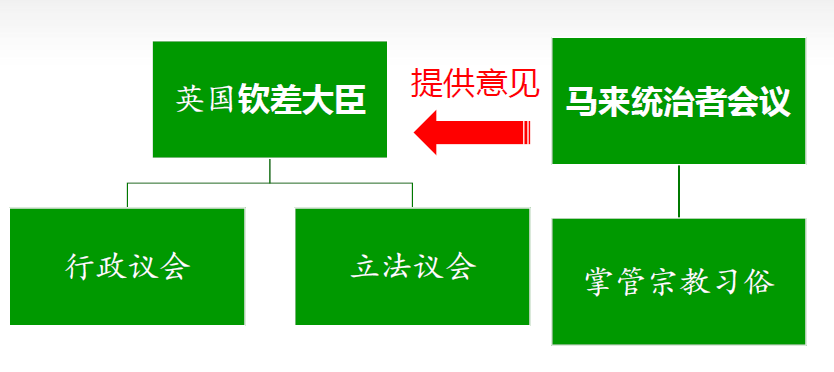 英国钦差大臣
提供意见
马来统治者会议
行政议会
立法议会
掌管宗教习俗